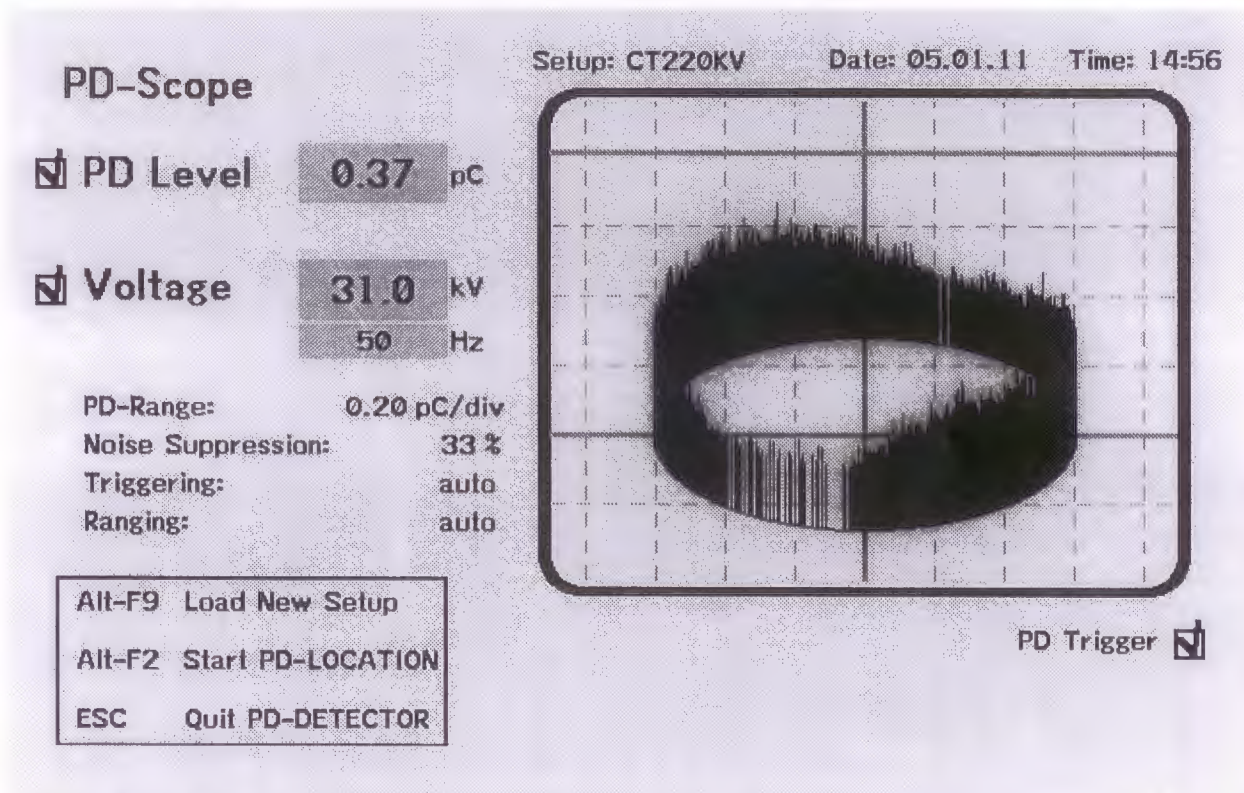 PD-Scope
Setup: CT220KV Date: 05.01.11 Time: 14:56
PD Level 0.37 pC
Voltage 31.0 kV
50 Hz
PD-Range: 0.20 pC/div
Noise Suppression: 33 %
Triggering: auto
Ranging: auto
Alt-F9 Load New Setup
Alt-F2 Start PD-LOCATION
ESC Quit PD-DETECTOR
PD Trigger